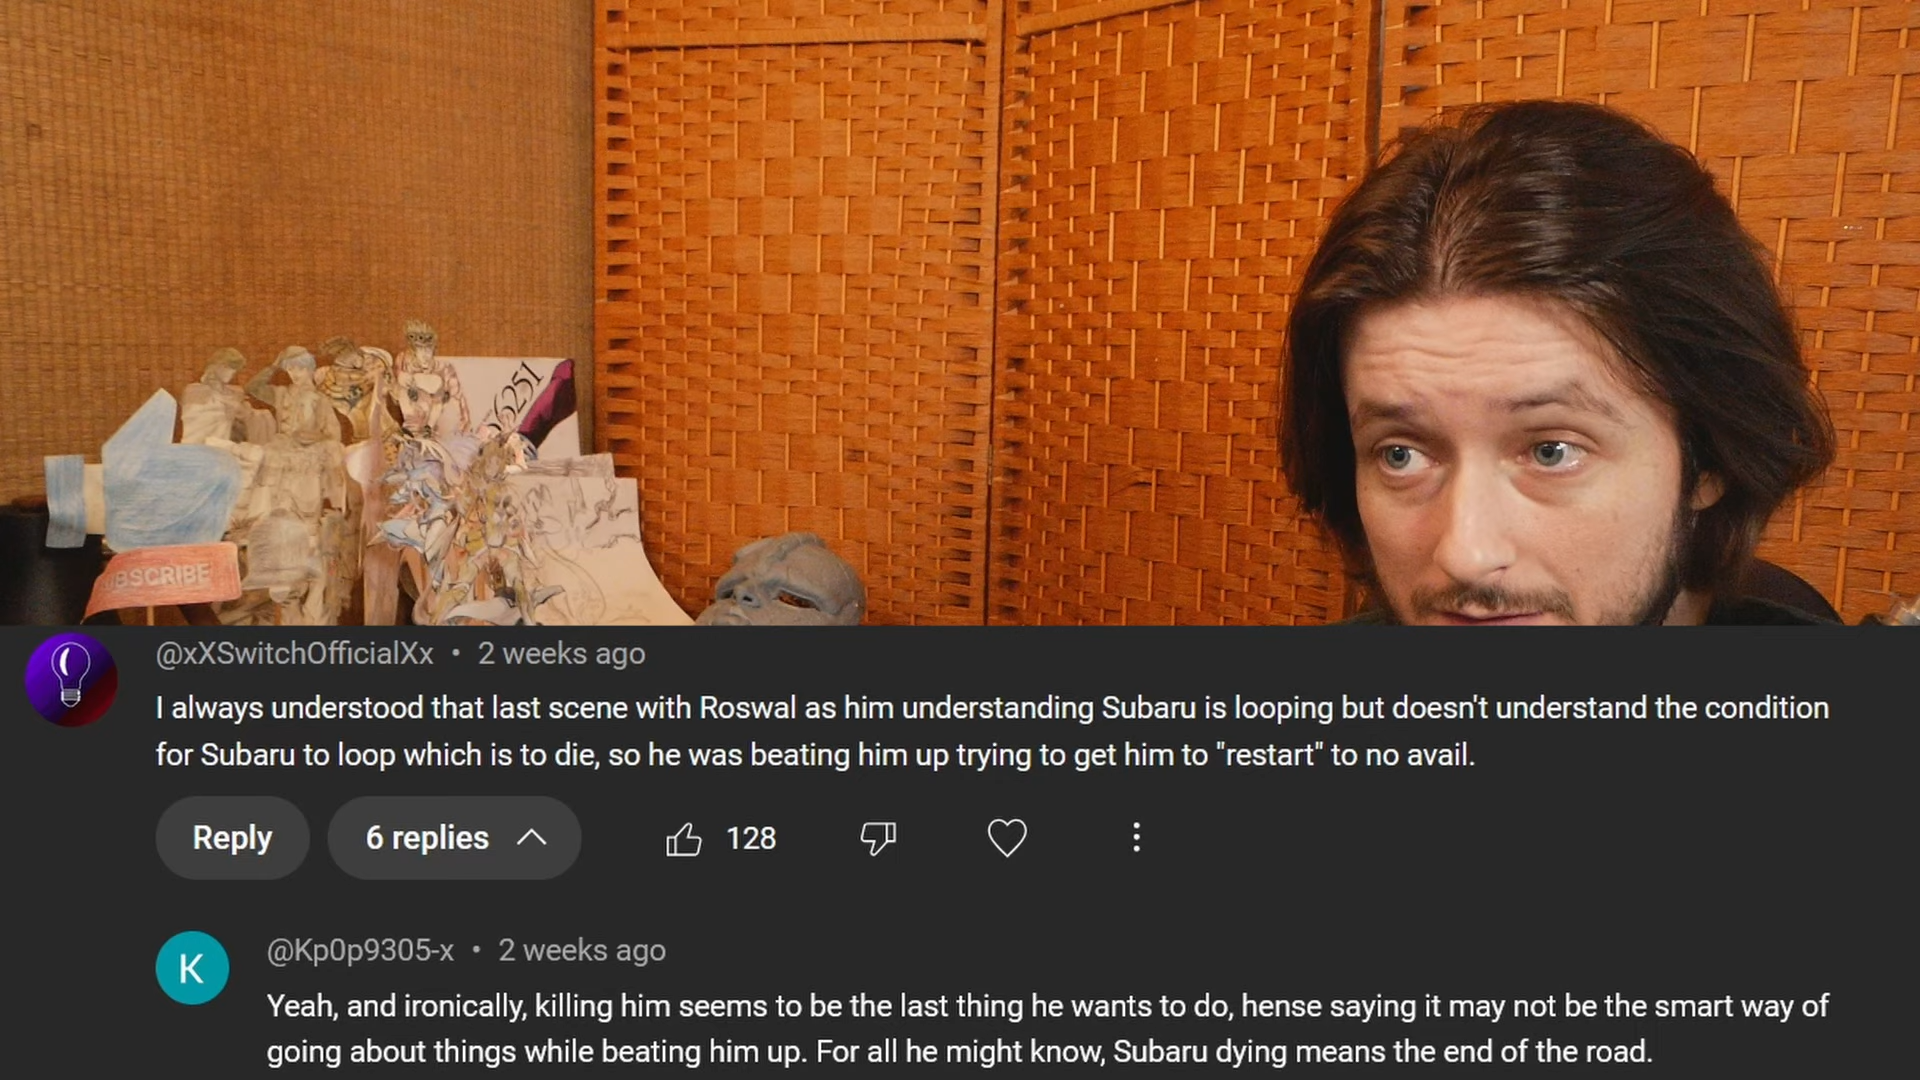 6251
UBSCRIBE
@xXSwitchOfficialXx • 2 weeks ago
I always understood that last scene with Roswal as him understanding Subaru is looping but doesn't understand the condition
for Subaru to loop which is to die, so he was beating him up trying to get him to "restart" to no avail.
Reply 6 replies 128
K
@Kp0p9305-x • 2 weeks ago
Yeah, and ironically, killing him seems to be the last thing he wants to do, hense saying it may not be the smart way of
going about things while beating him up. For all he might know, Subaru dying means the end of the road.